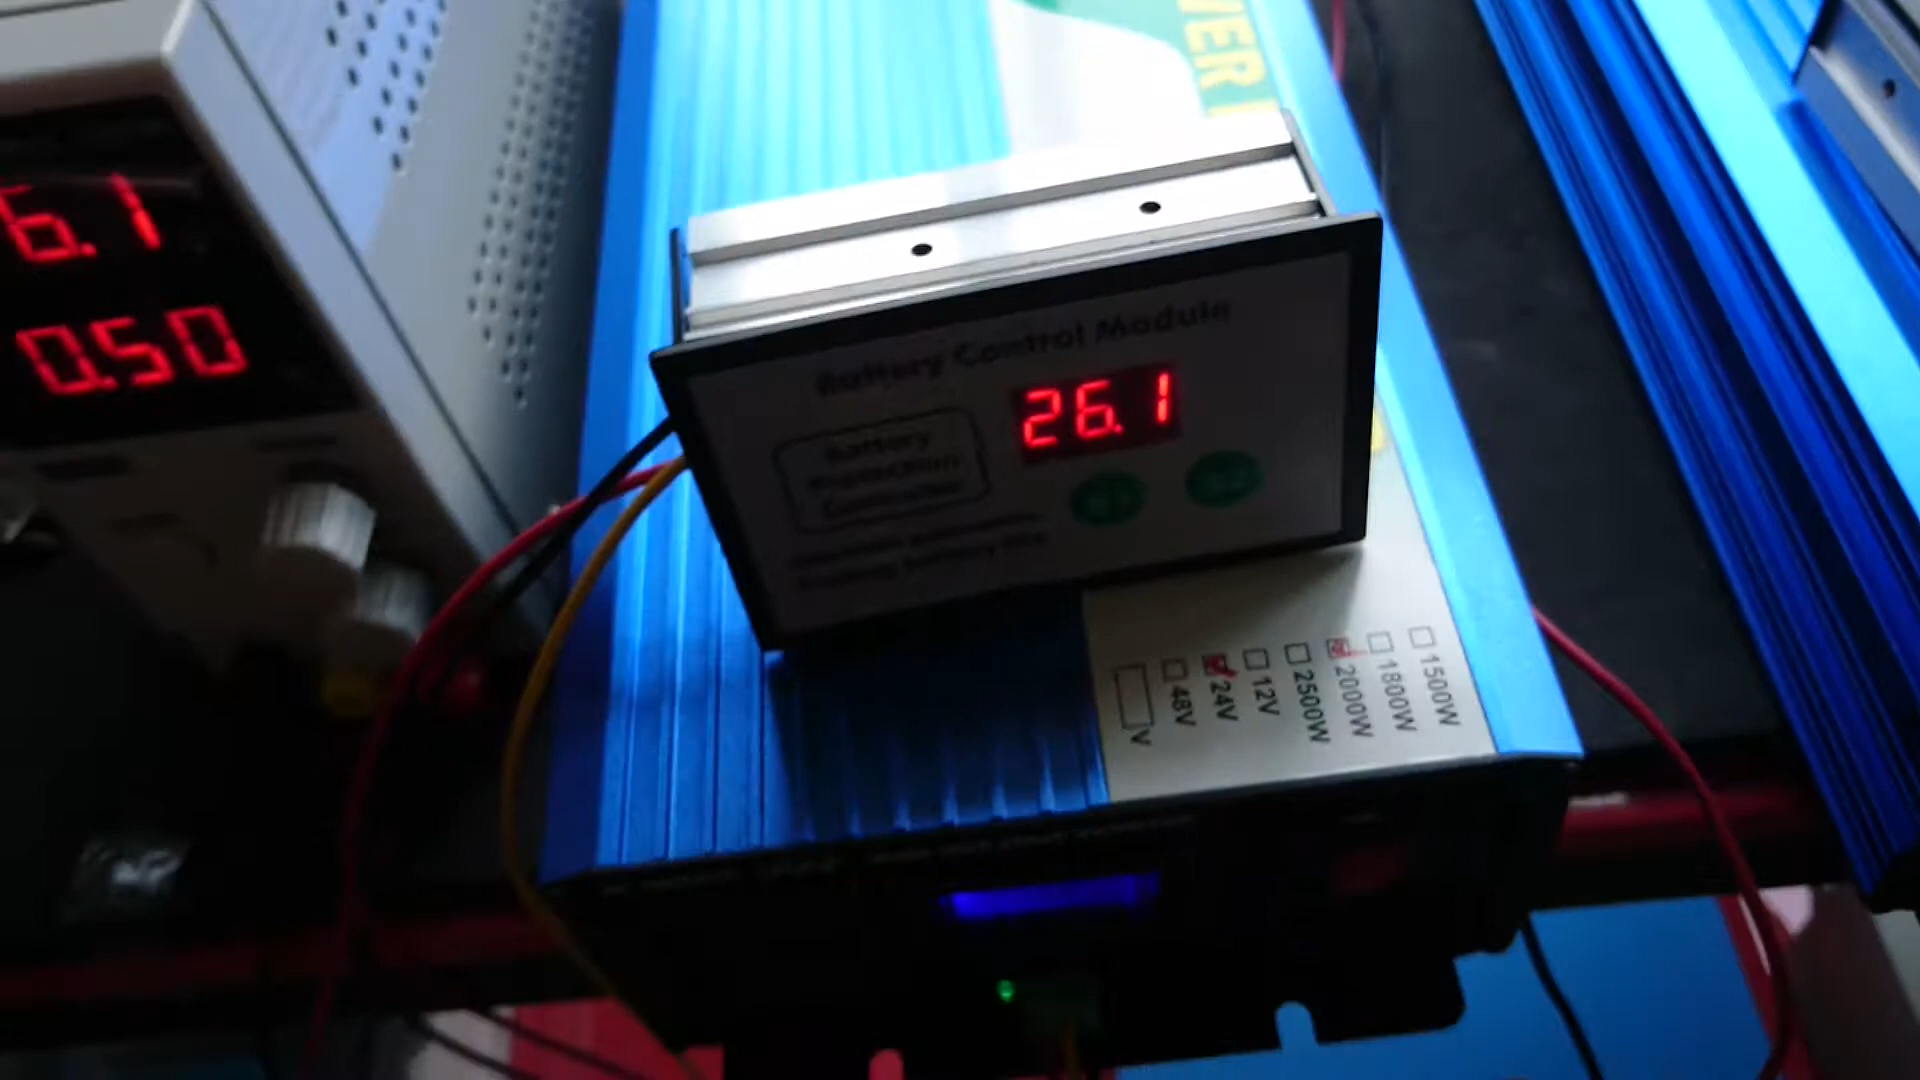 VER
6.1
0.50
Battery Control Module
26.1
Battery
Protection
Controller
1500W
1800W
2000W
2500W
12V
24V
48V
V